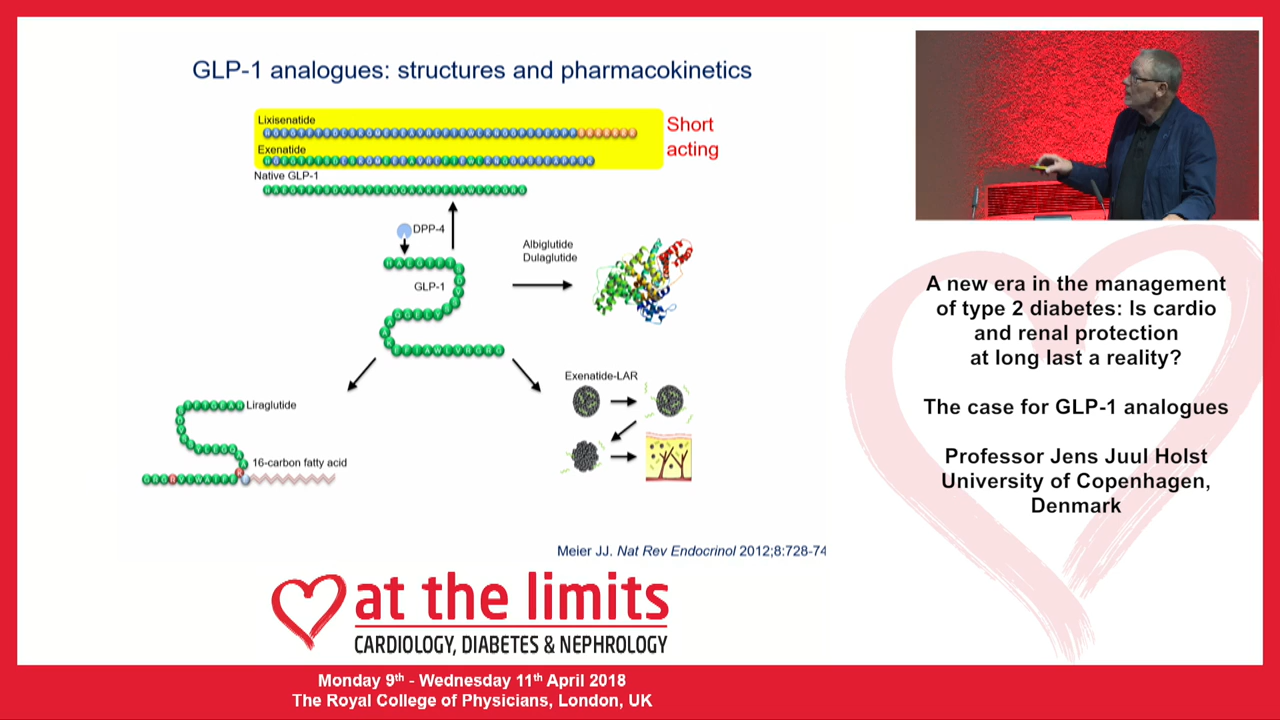 GLP-1 analogues: structures and pharmacokinetics
Lixisenatide
Short
acting
Exenatide
Native GLP-1
DPP-4
GLP-1
Albiglutide
Dulaglutide
Exenatide-LAR
Liraglutide
16-carbon fatty acid
Meier JJ. Nat Rev Endocrinol 2012;8:728-74
at the limits
CARDIOLOGY, DIABETES & NEPHROLOGY
Monday 9th - Wednesday 11th April 2018
The Royal College of Physicians, London, UK
A new era in the management
of type 2 diabetes: Is cardio
and renal protection
at long last a reality?
The case for GLP-1 analogues
Professor Jens Juul Holst
University of Copenhagen,
Denmark